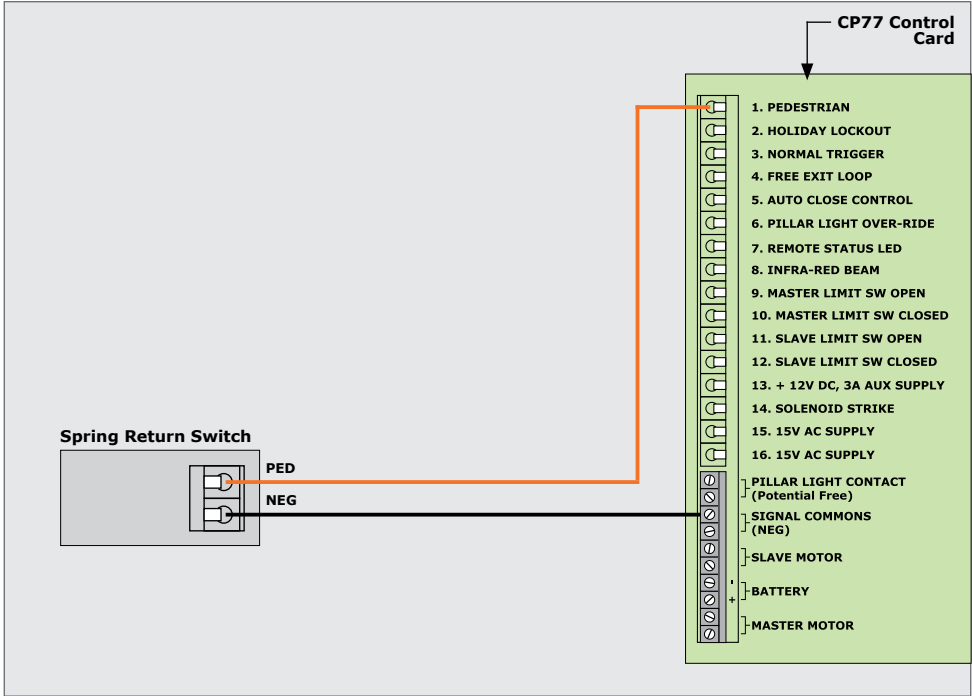 CP77 Control
Card
1. PEDESTRIAN
2. HOLIDAY LOCKOUT
3. NORMAL TRIGGER
4. FREE EXIT LOOP
5. AUTO CLOSE CONTROL
6. PILLAR LIGHT OVER-RIDE
7. REMOTE STATUS LED
8. INFRA-RED BEAM
9. MASTER LIMIT SW OPEN
10. MASTER LIMIT SW CLOSED
11. SLAVE LIMIT SW OPEN
12. SLAVE LIMIT SW CLOSED
13. + 12V DC, 3A AUX SUPPLY
14. SOLENOID STRIKE
15. 15V AC SUPPLY
16. 15V AC SUPPLY
Spring Return Switch
PED
NEG
PILLAR LIGHT CONTACT
(Potential Free)
SIGNAL COMMONS
(NEG)
SLAVE MOTOR
-
BATTERY
+
MASTER MOTOR